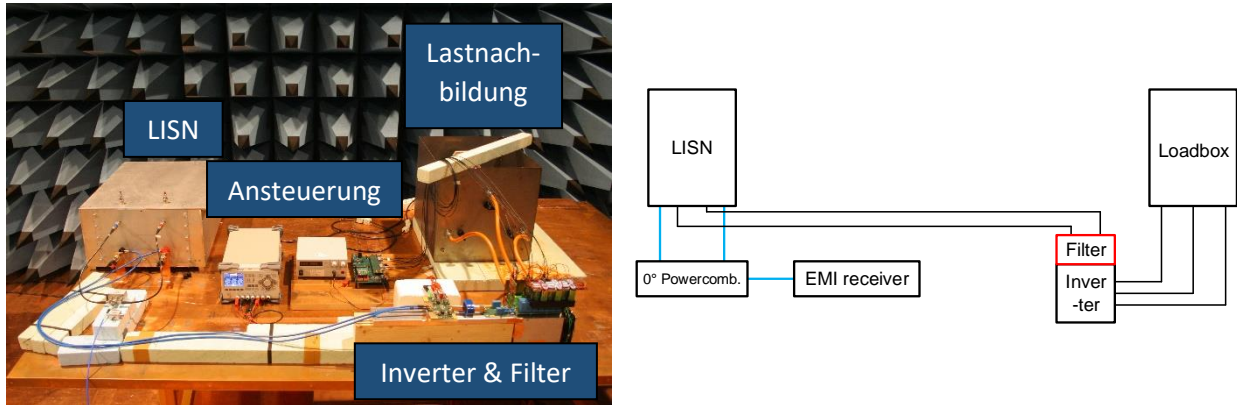 Lastnach-
bildung
LISN
Ansteuerung
Inverter & Filter
LISN
Loadbox
Filter
0° Powercomb.
EMI receiver
Inver
-ter